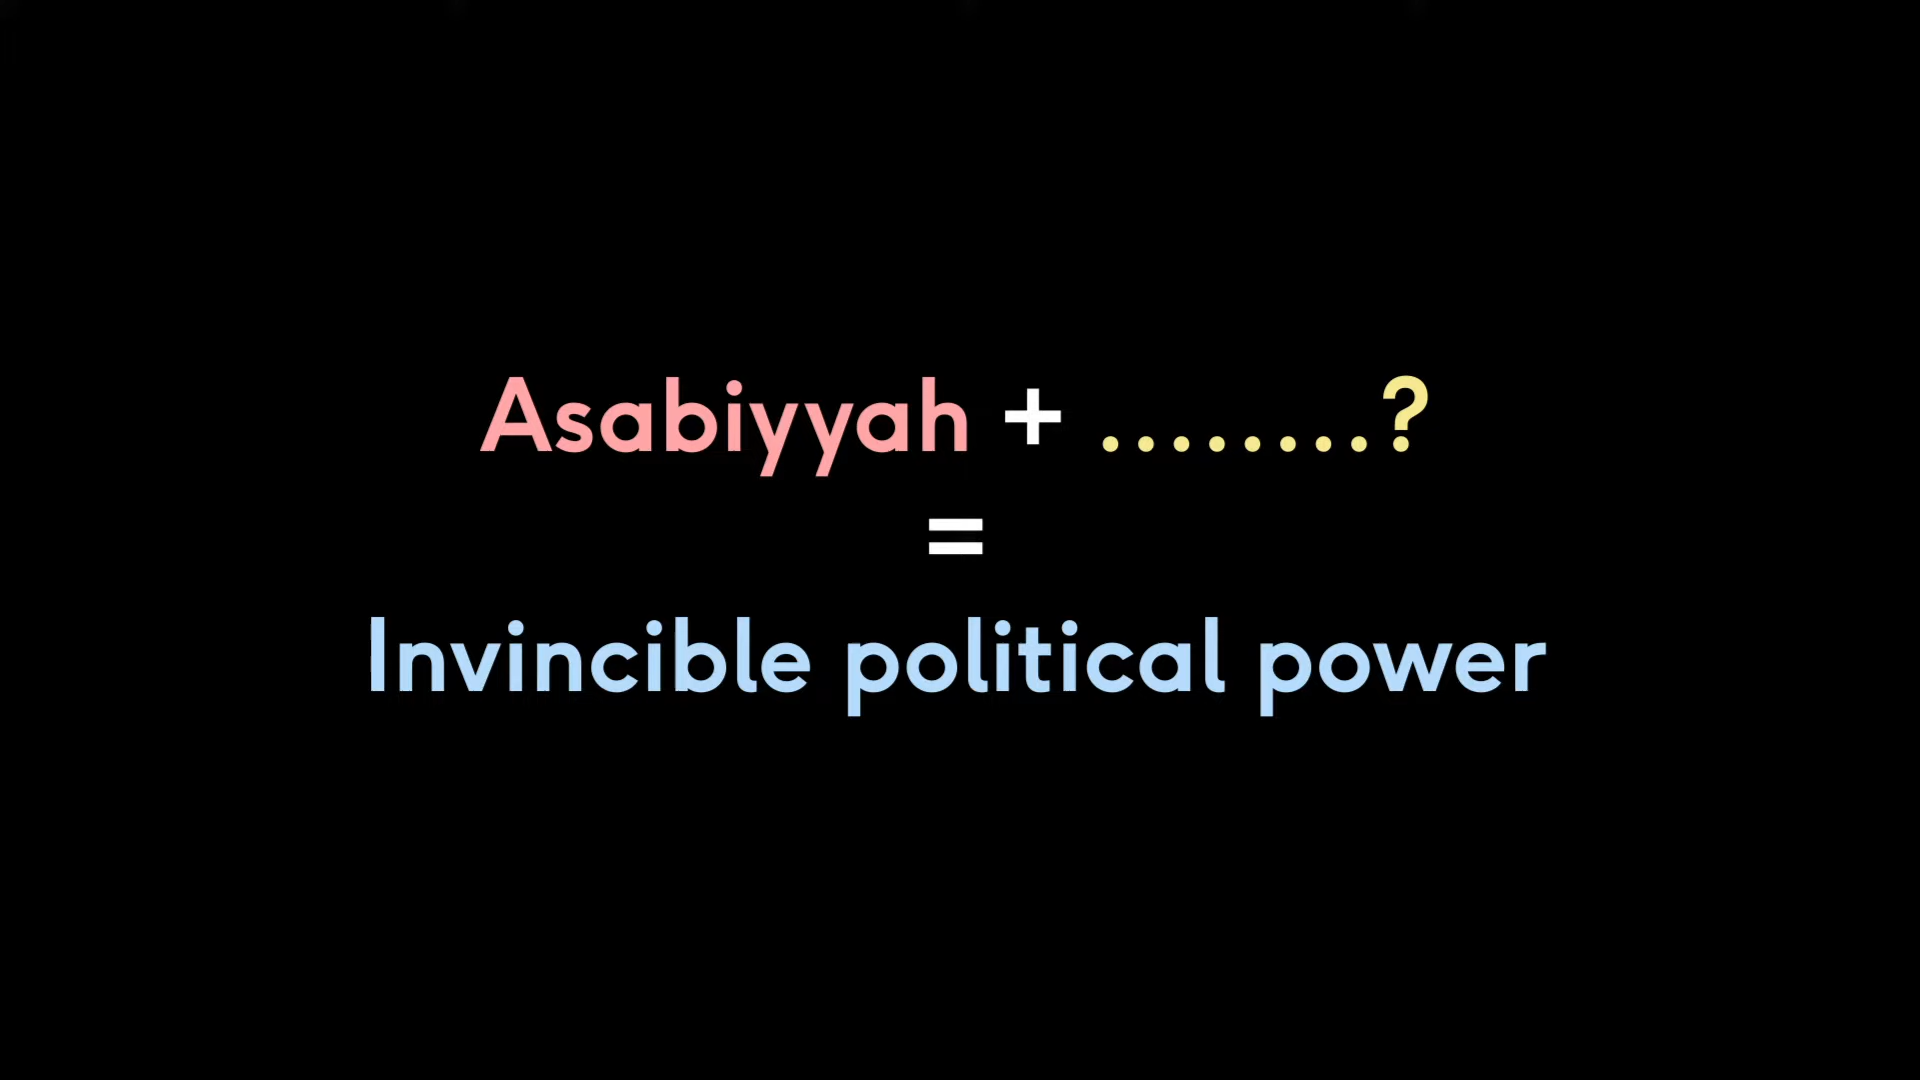 Asabiyyah + ........?
=
Invincible political power